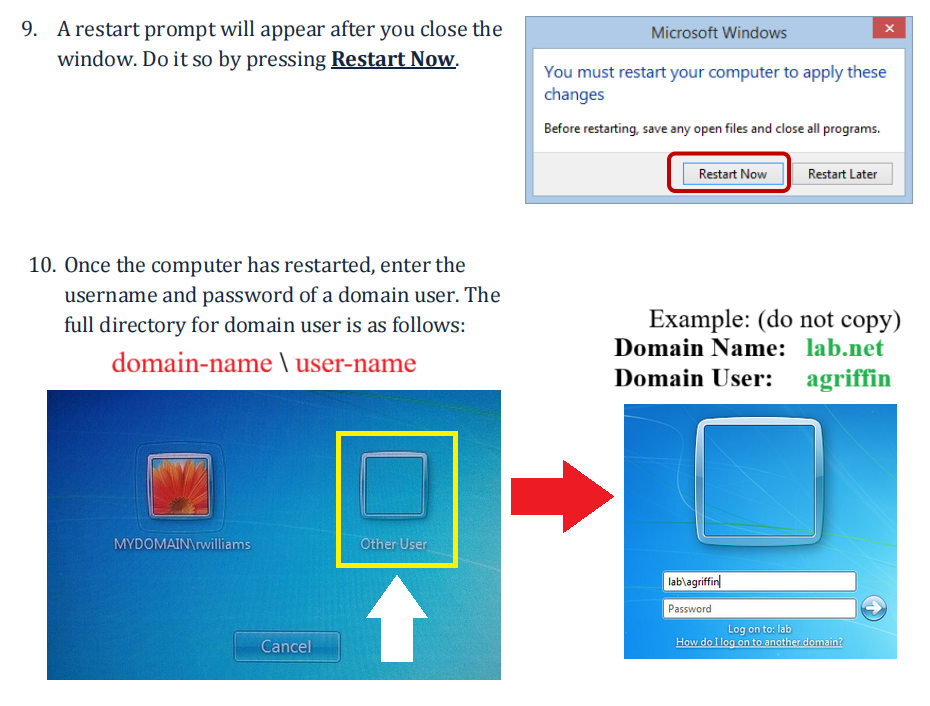 9. A restart prompt will appear after you close the
window. Do it so by pressing Restart Now.
Microsoft Windows
You must restart your computer to apply these
changes
Before restarting, save any open files and close all programs.
Restart Now
Restart Later
10. Once the computer has restarted, enter the
username and password of a domain user. The
full directory for domain user is as follows:
domain-name \ user-name
MYDOMAIN\rwilliams
Other User
Cancel
Example: (do not copy)
Domain Name: lab.net
Domain User: agriffin
lab\agriffin
Password
Log on to: lab
How do I log on to another domain?